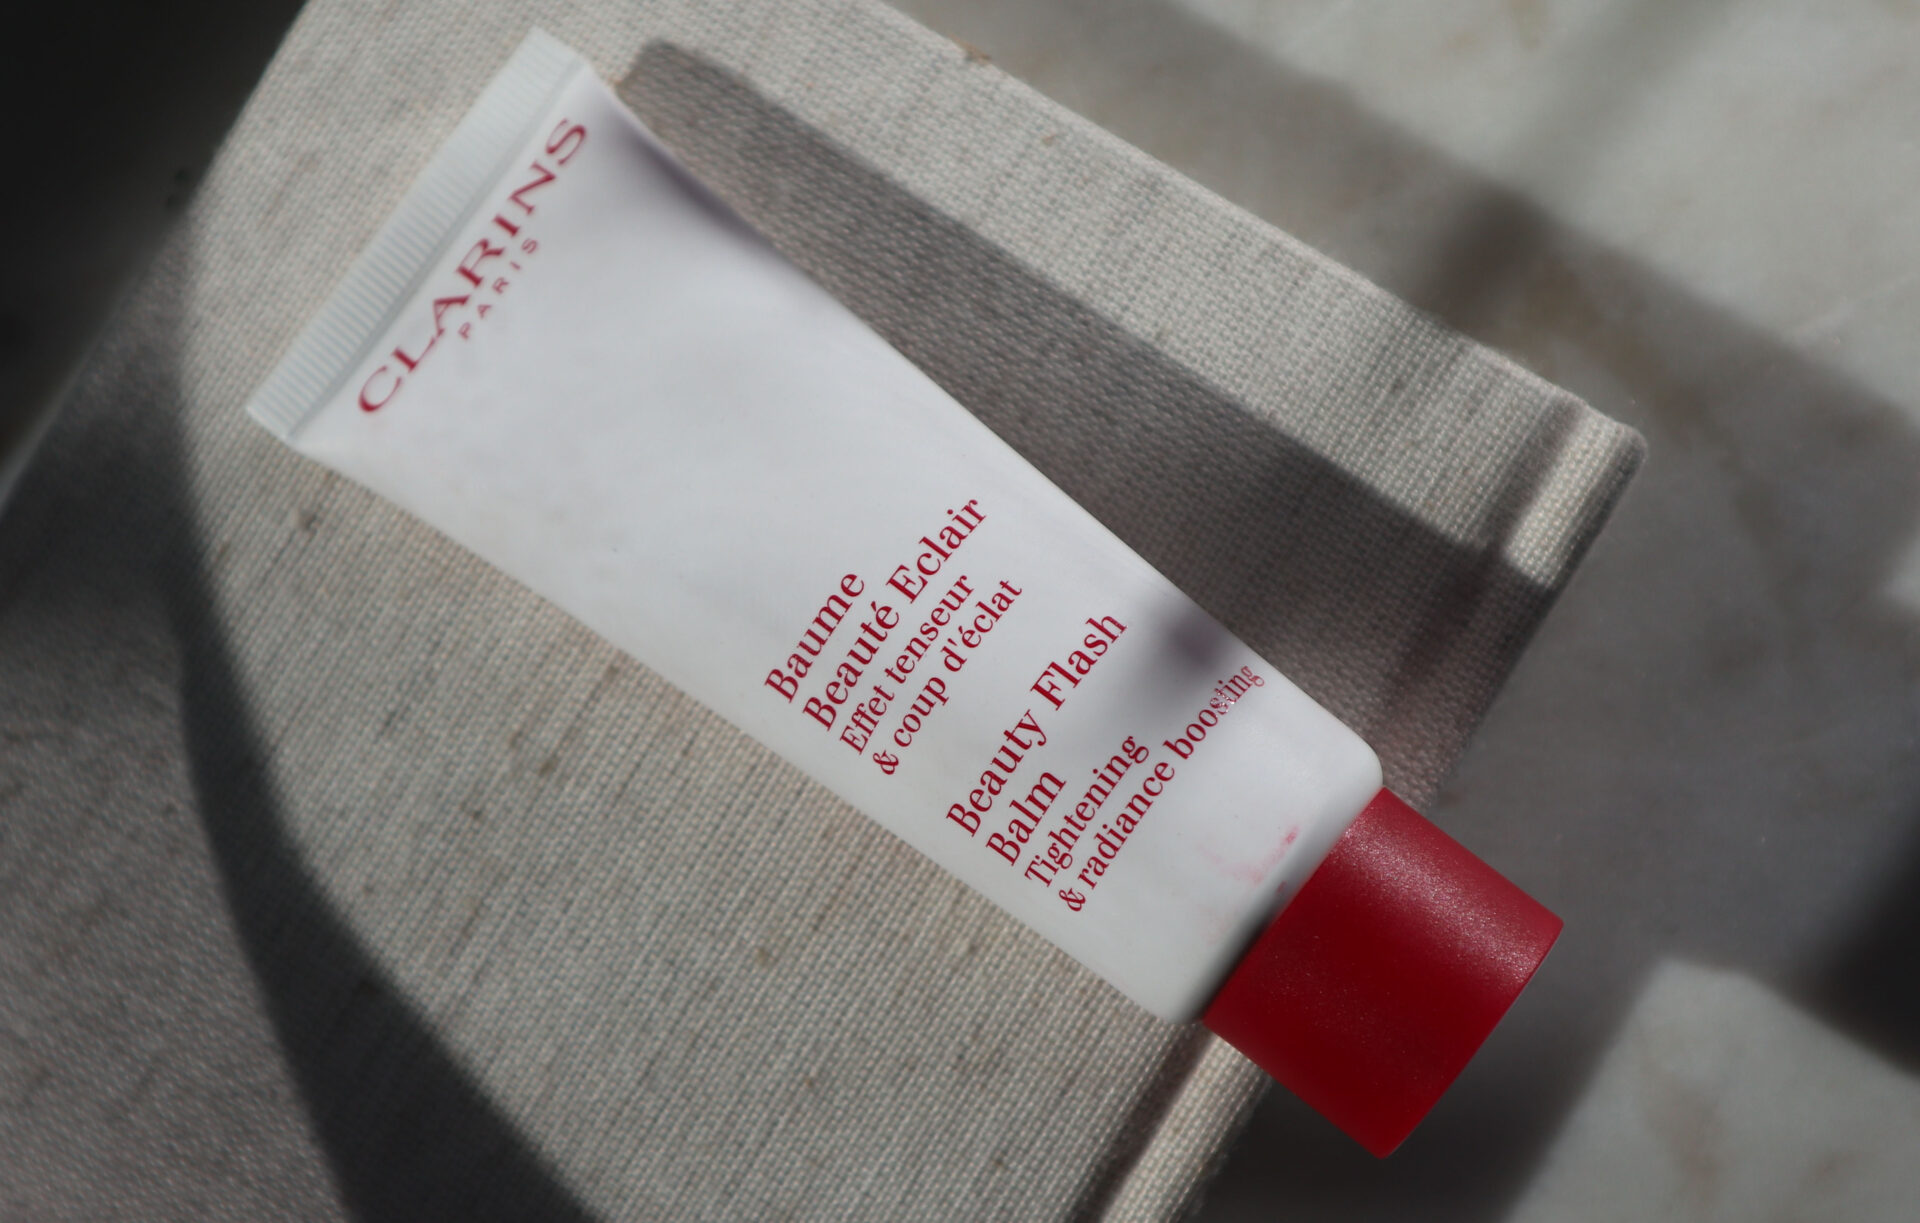 CLARINS
PARIS
Baume
Beauté Eclair
Effet tenseur
& coup d'éclat
Beauty Flash
Balm
Tightening
& radiance boosting